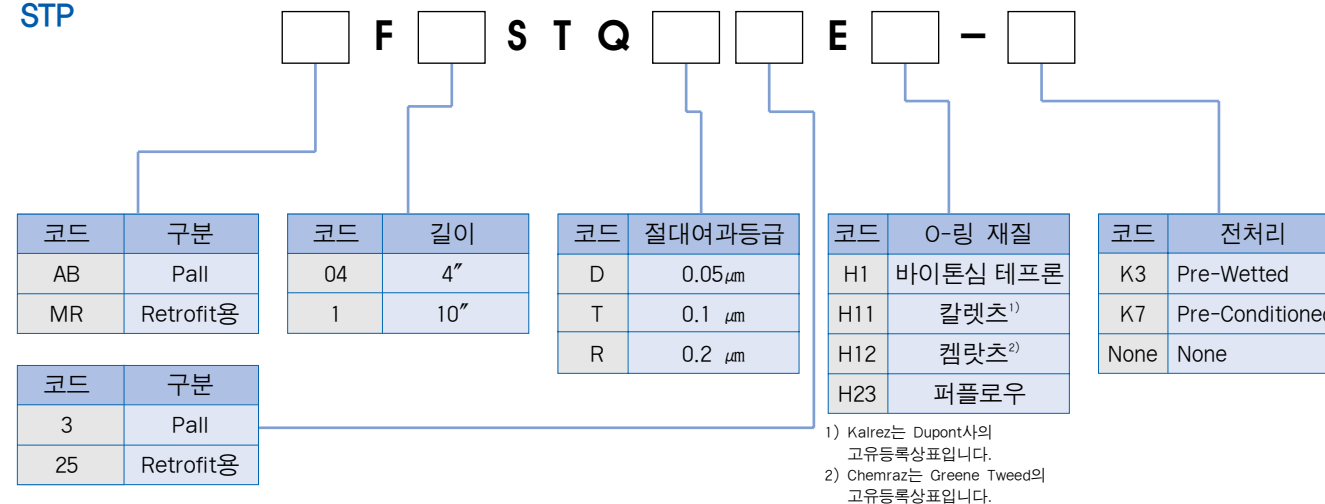 STP
F S T Q E –
코드 구분
AB Pall
MR Retrofit용
코드 길이
04 4″
1 10″
코드 절대여과등급
D 0.05㎛
T 0.1 ㎛
R 0.2 ㎛
코드 O-링 재질
H1 바이톤심 테프론
H11 칼렛츠1)
H12 켐랏츠2)
H23 퍼플로우
코드 전처리
K3 Pre-Wetted
K7 Pre-Conditioned
None None
코드 구분
3 Pall
25 Retrofit용
1) Kalrez는 Dupont사의
고유등록상표입니다.
2) Chemraz는 Greene Tweed의
고유등록상표입니다.